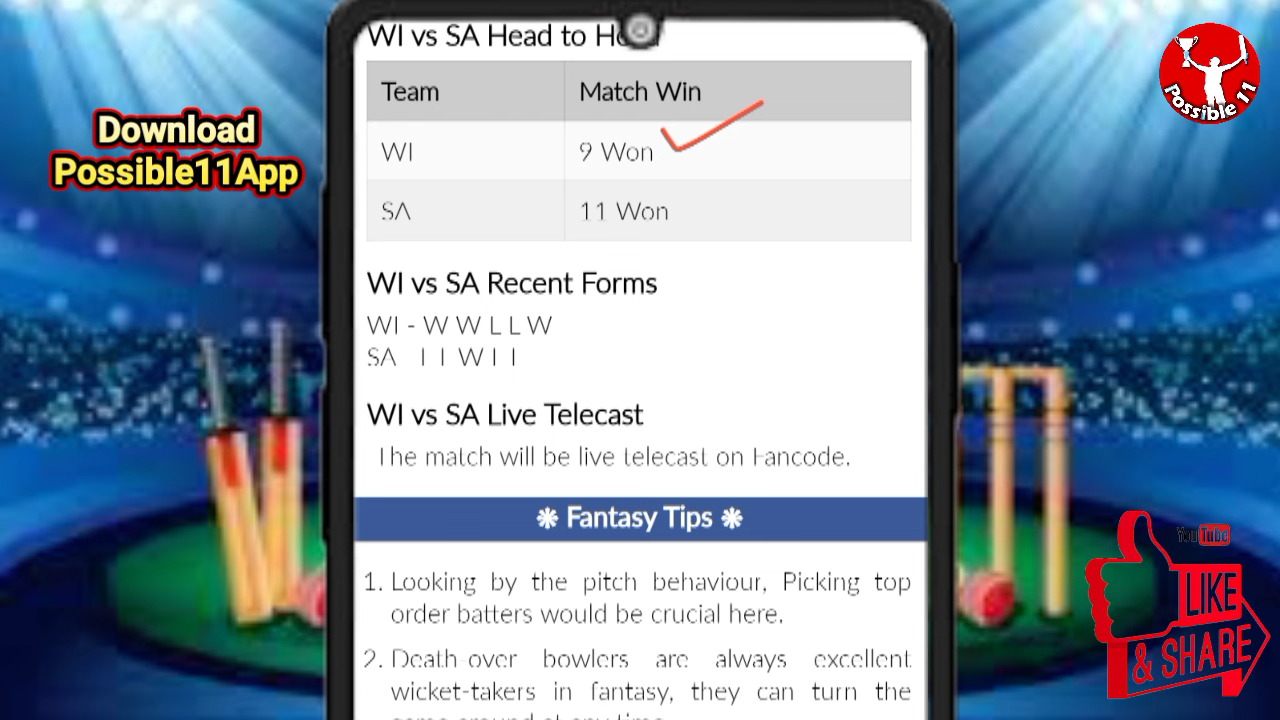 WI vs SA Head to
Team Match Win
WI 9 Won
SA 11 Won
WI vs SA Recent Forms
WI - W W L L W
SA W
WI vs SA Live Telecast
The match will be live telecast on Fancode.
❋ Fantasy Tips ❋
1. Looking by the pitch behaviour, Picking top
order batters would be crucial here.
2. Death-over bowlers are always excellent
wicket-takers in fantasy, they can turn the
Download
Possible11App
Possible 11
YouTube
LIKE
& SHARE